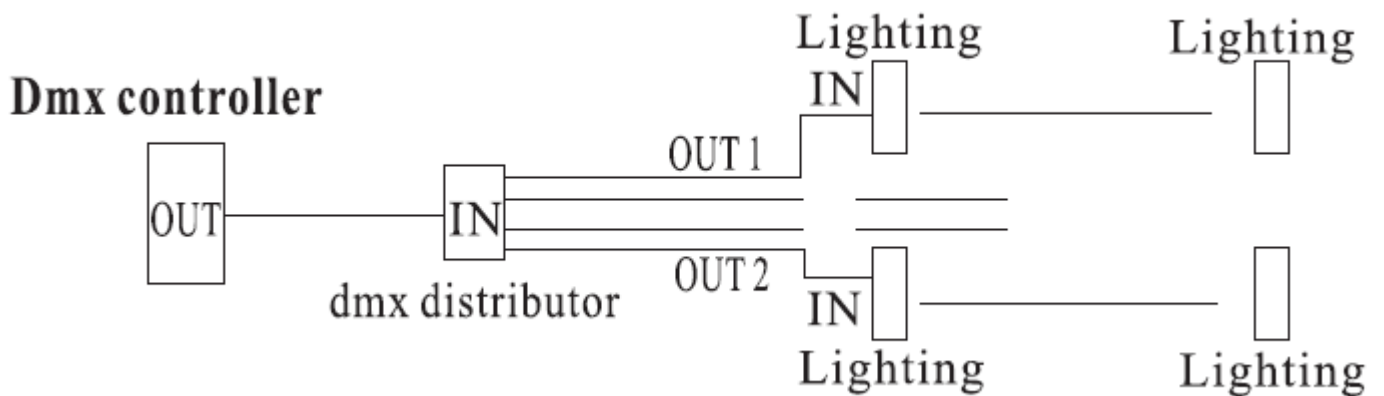 Lighting
Lighting
IN
Dmx controller
OUT 1
OUT
IN
OUT 2
dmx distributor
IN
Lighting
Lighting